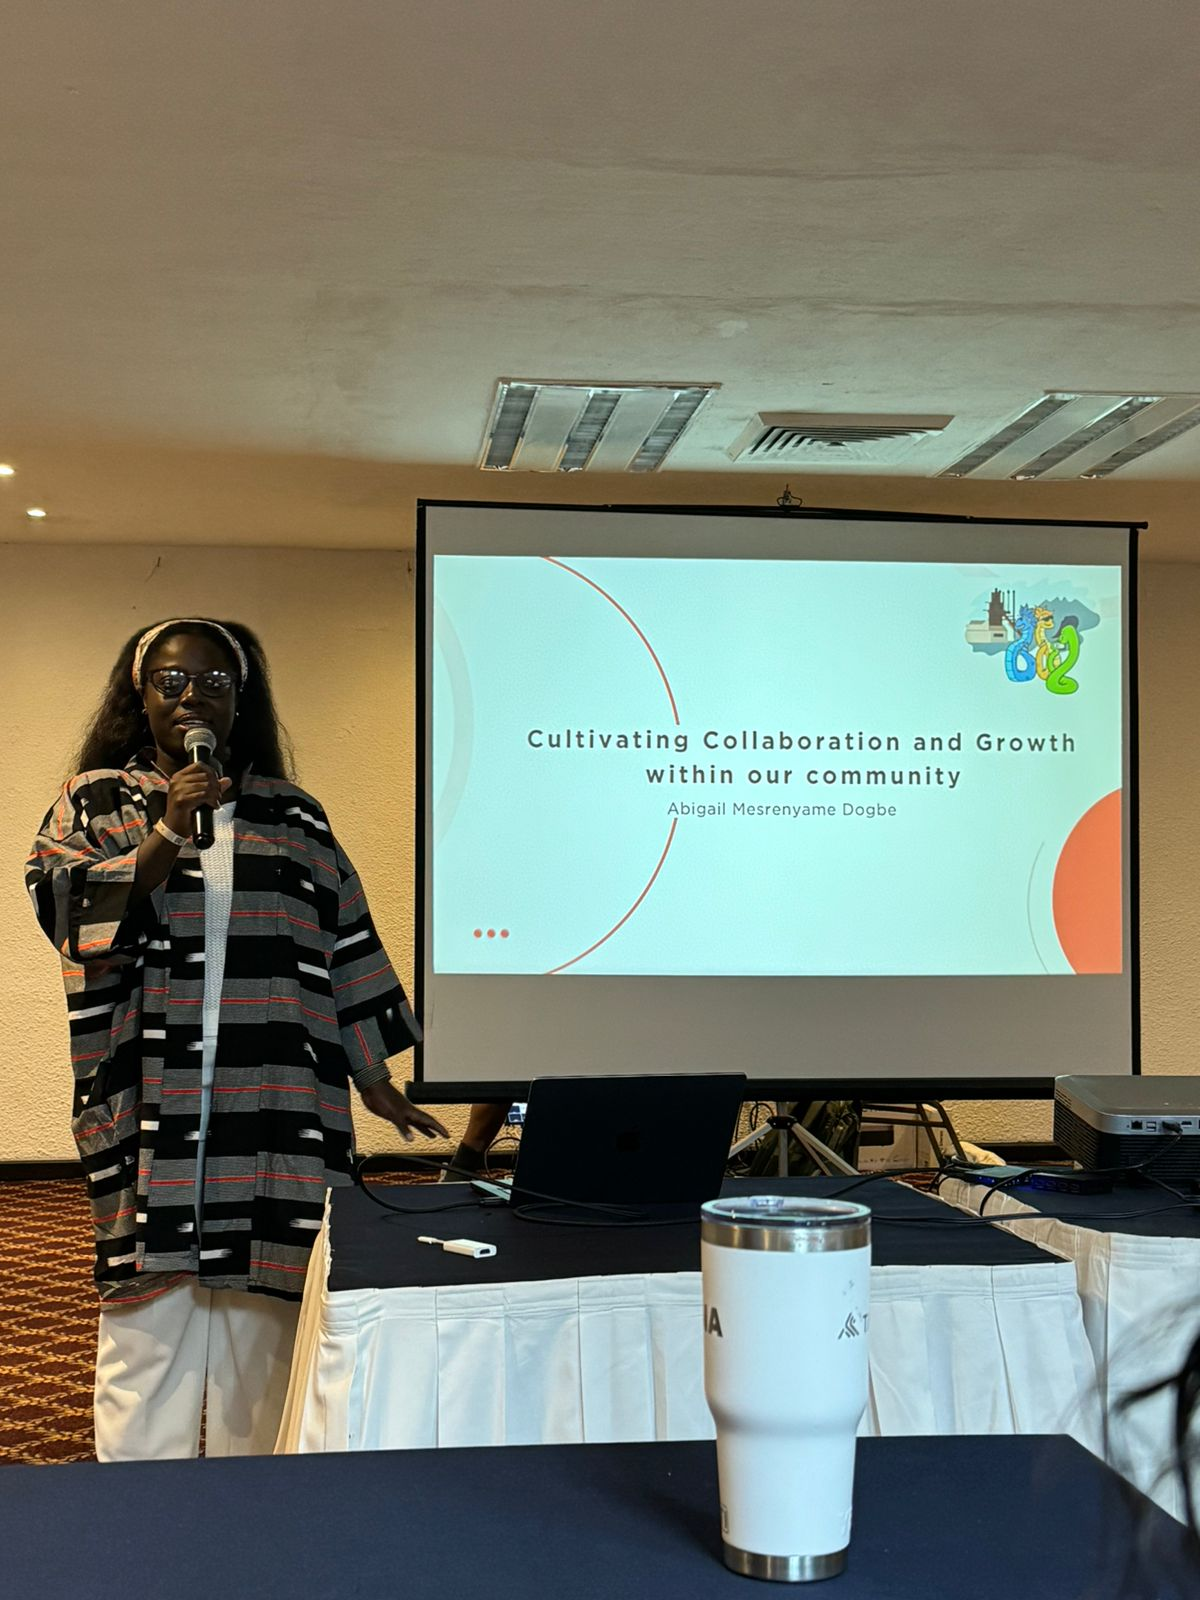 Cultivating Collaboration and Growth
within our community
Abigail Mesrenyame Dogbe